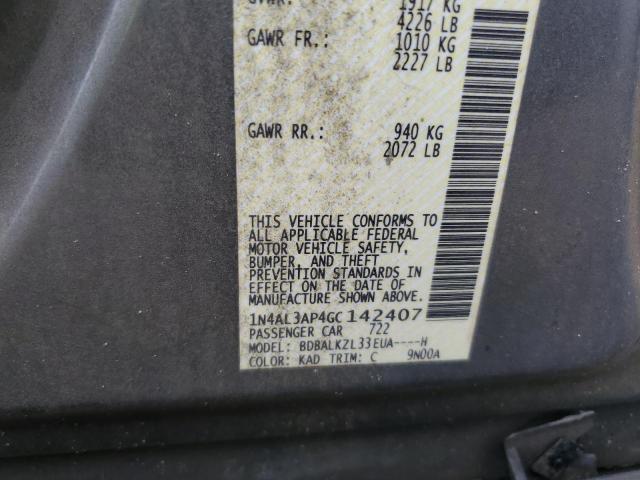 GVWR: 1917 KG
4226 LB
GAWR FR.: 1010 KG
2227 LB
GAWR RR.: 940 KG
2072 LB
THIS VEHICLE CONFORMS TO
ALL APPLICABLE FEDERAL
MOTOR VEHICLE SAFETY,
BUMPER, AND THEFT
PREVENTION STANDARDS IN
EFFECT ON THE DATE OF
MANUFACTURE SHOWN ABOVE.
1N4AL3AP4GC142407
PASSENGER CAR 722
MODEL: BDBALKZL33EUA----H
COLOR: KAD TRIM: C 9N00A